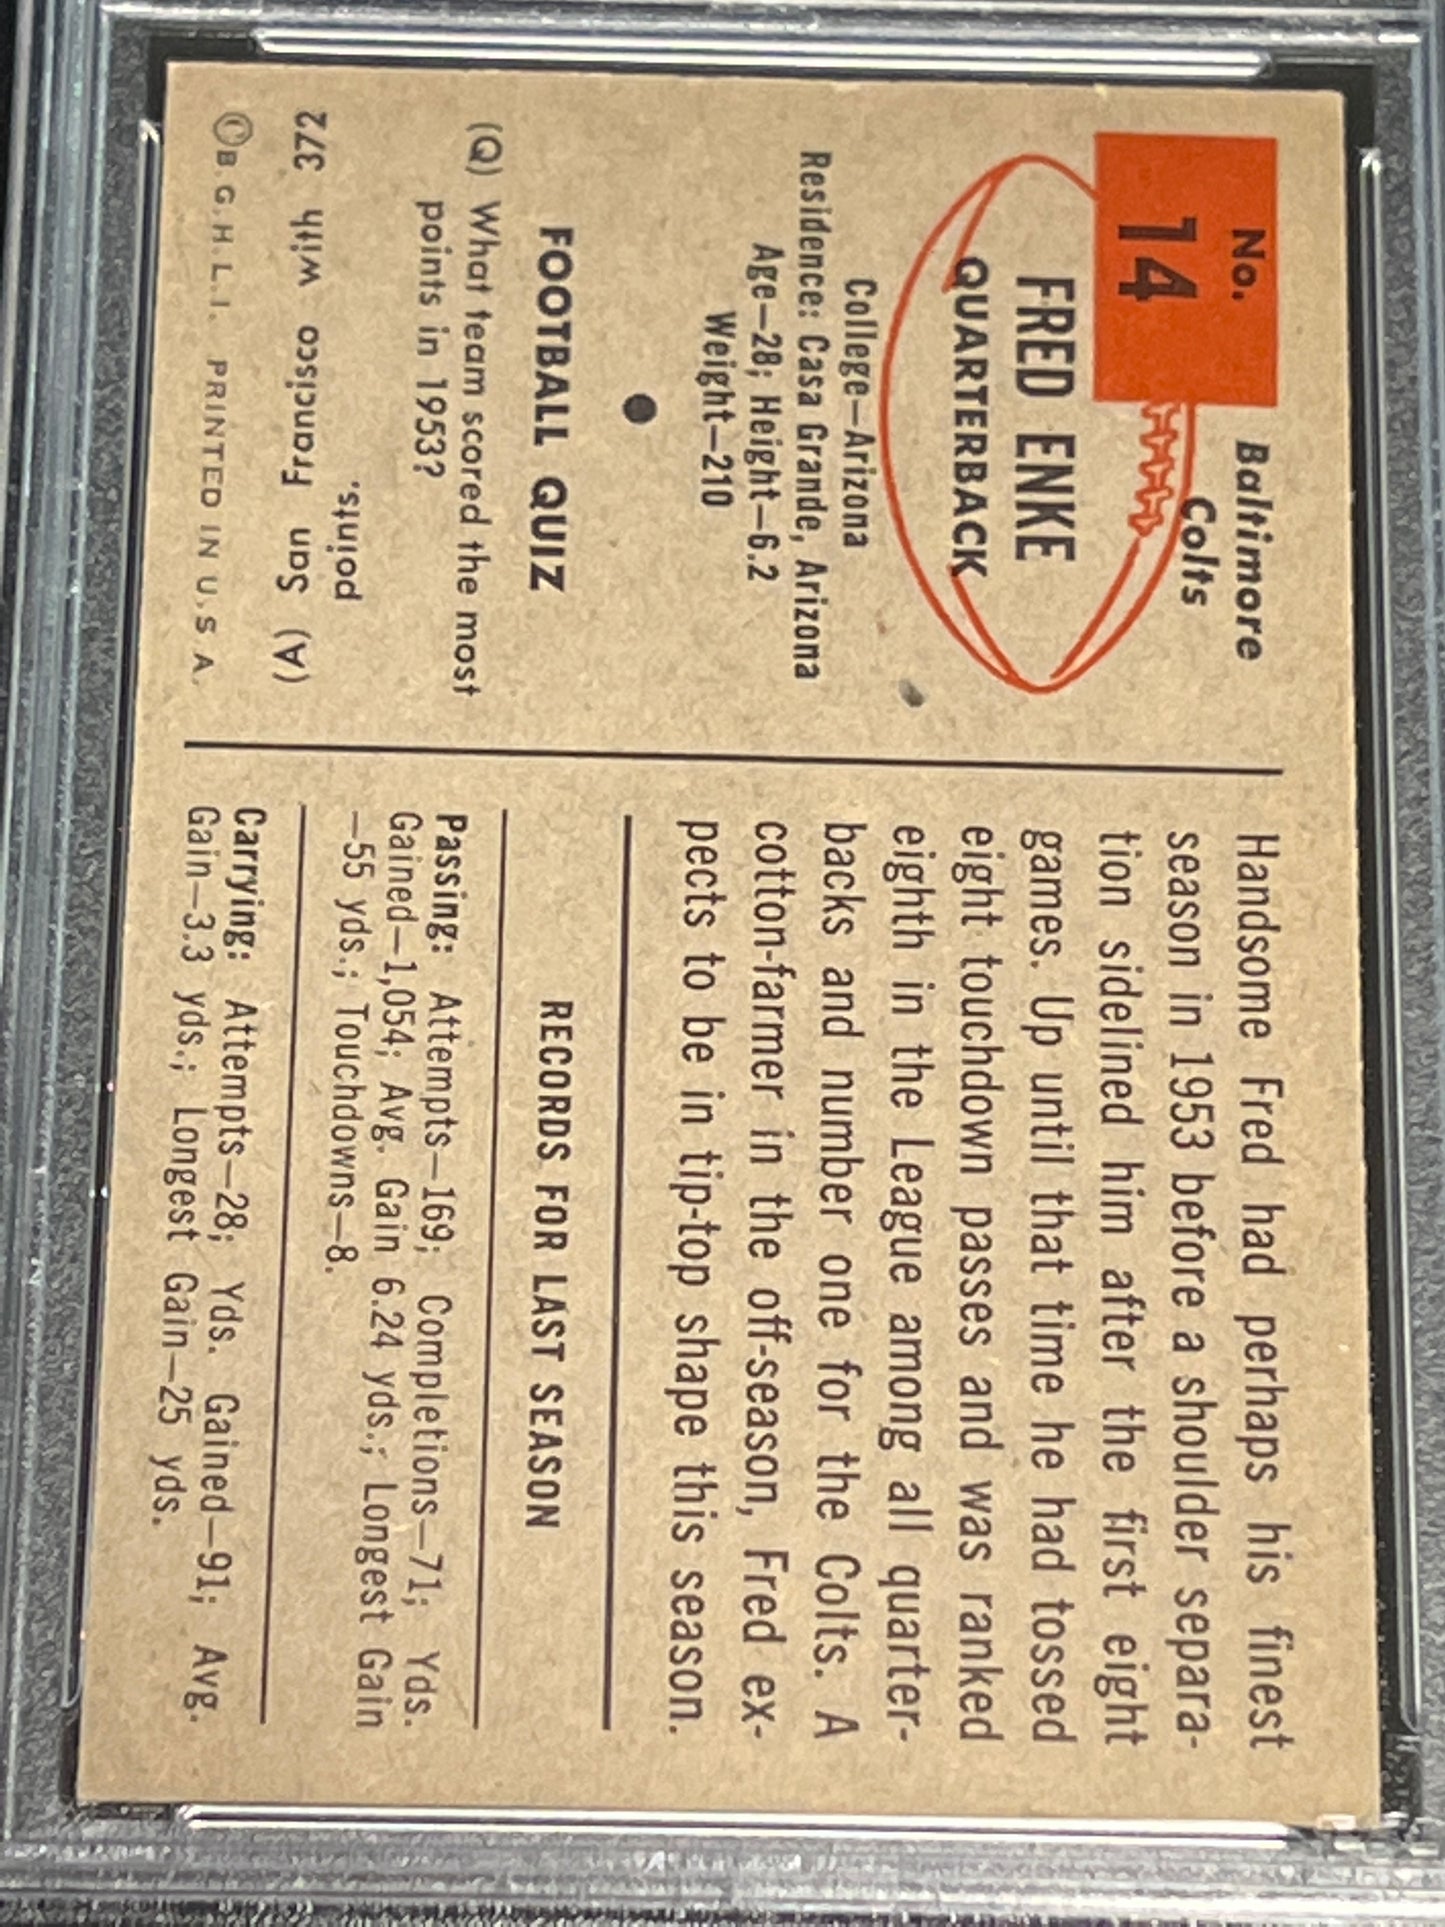 No.
14
Baltimore
Colts
FRED ENKE
QUARTERBACK
College—Arizona
Residence: Casa Grande, Arizona
Age—28; Height—6.2
Weight—210
FOOTBALL QUIZ
(Q) What team scored the most
points in 1953?
(A) San Francisco with 372
points.
©B.G.H.L.I. PRINTED IN U.S A.
Handsome Fred had perhaps his finest
season in 1953 before a shoulder separa-
tion sidelined him after the first eight
games. Up until that time he had tossed
eight touchdown passes and was ranked
eighth in the League among all quarter-
backs and number one for the Colts. A
cotton-farmer in the off-season, Fred ex-
pects to be in tip-top shape this season.
RECORDS FOR LAST SEASON
Passing: Attempts—169; Completions—71; Yds.
Gained—1,054; Avg. Gain 6.24 yds.; Longest Gain
—55 yds.; Touchdowns—8.
Carrying: Attempts—28; Yds. Gained—91; Avg.
Gain—3.3 yds.; Longest Gain—25 yds.